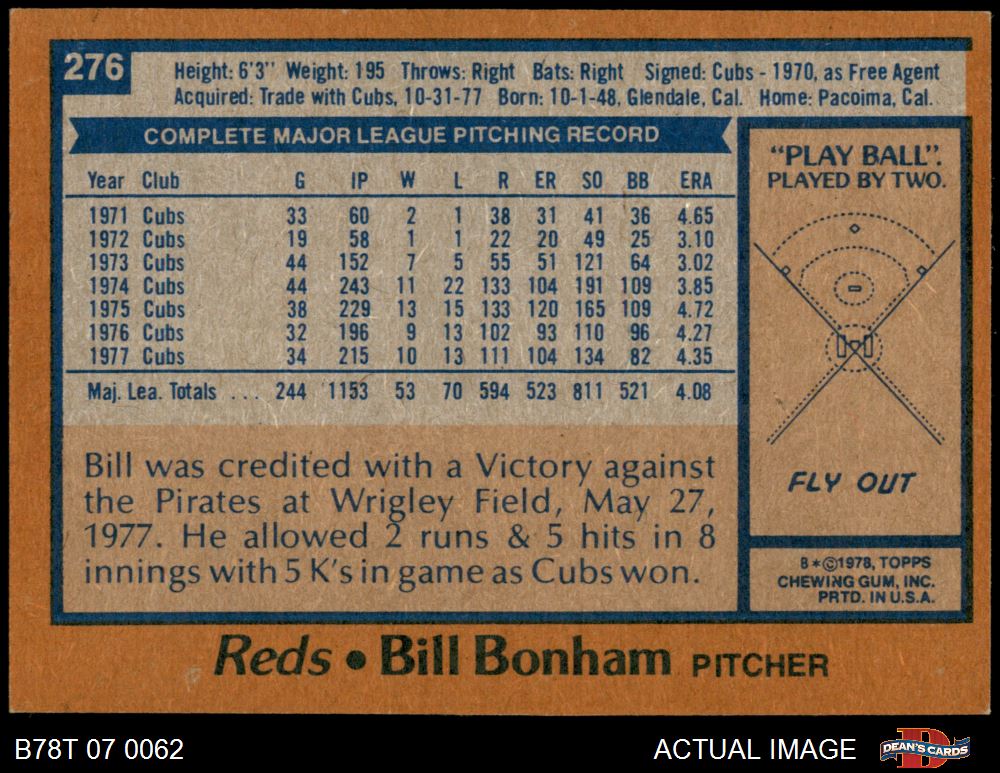 276
Height: 6'3" Weight: 195 Throws: Right Bats: Right Signed: Cubs - 1970, as Free Agent
Acquired: Trade with Cubs, 10-31-77 Born: 10-1-48, Glendale, Cal. Home: Pacoima, Cal.
COMPLETE MAJOR LEAGUE PITCHING RECORD
Year Club G IP W L R ER SO BB ERA
1971 Cubs 33 60 2 1 38 31 41 36 4.65
1972 Cubs 19 58 1 1 22 20 49 25 3.10
1973 Cubs 44 152 7 5 55 51 121 64 3.02
1974 Cubs 44 243 11 22 133 104 191 109 3.85
1975 Cubs 38 229 13 15 133 120 165 109 4.72
1976 Cubs 32 196 9 13 102 93 110 96 4.27
1977 Cubs 34 215 10 13 111 104 134 82 4.35
Maj. Lea. Totals . . . 244 1153 53 70 594 523 811 521 4.08
Bill was credited with a Victory against
the Pirates at Wrigley Field, May 27,
1977. He allowed 2 runs & 5 hits in 8
innings with 5 K's in game as Cubs won.
"PLAY BALL".
PLAYED BY TWO.
FLY OUT
8*©1978, TOPPS
CHEWING GUM, INC.
PRTD. IN U.S.A.
Reds • Bill Bonham PITCHER
B78T 07 0062
ACTUAL IMAGE
DEAN'S CARDS